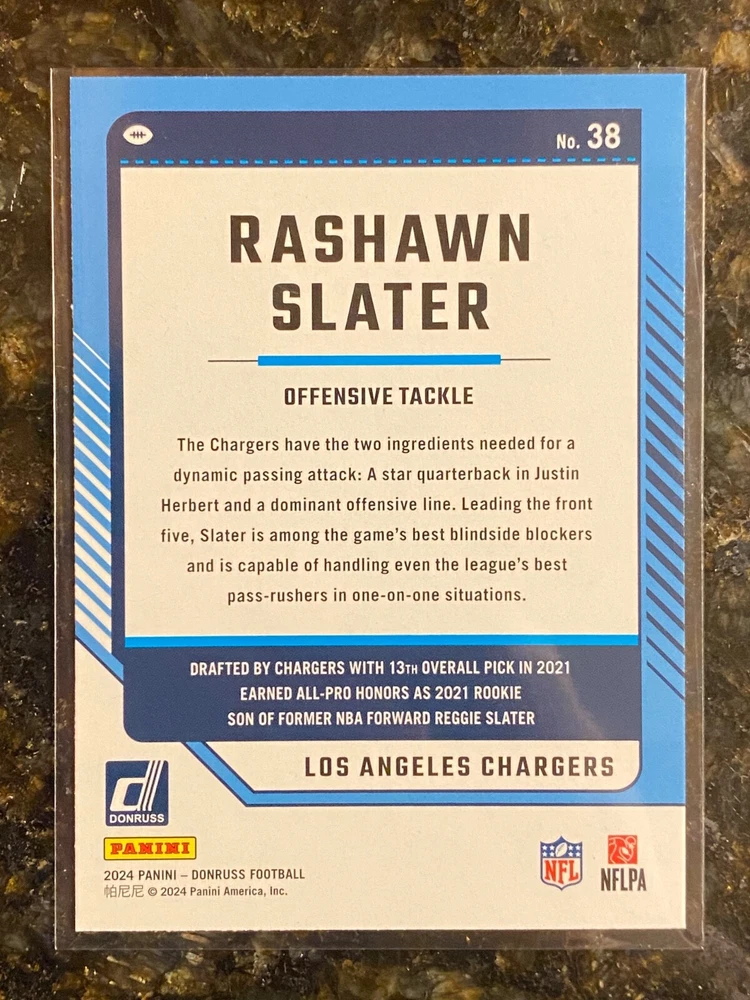 No. 38
RASHAWN
SLATER
OFFENSIVE TACKLE
The Chargers have the two ingredients needed for a
dynamic passing attack: A star quarterback in Justin
Herbert and a dominant offensive line. Leading the front
five, Slater is among the game's best blindside blockers
and is capable of handling even the league's best
pass-rushers in one-on-one situations.
DRAFTED BY CHARGERS WITH 13TH OVERALL PICK IN 2021
EARNED ALL-PRO HONORS AS 2021 ROOKIE
SON OF FORMER NBA FORWARD REGGIE SLATER
LOS ANGELES CHARGERS
d
DONRUSS
PANINI
2024 PANINI – DONRUSS FOOTBALL
帕尼尼 © 2024 Panini America, Inc.
NFL
NFLPA